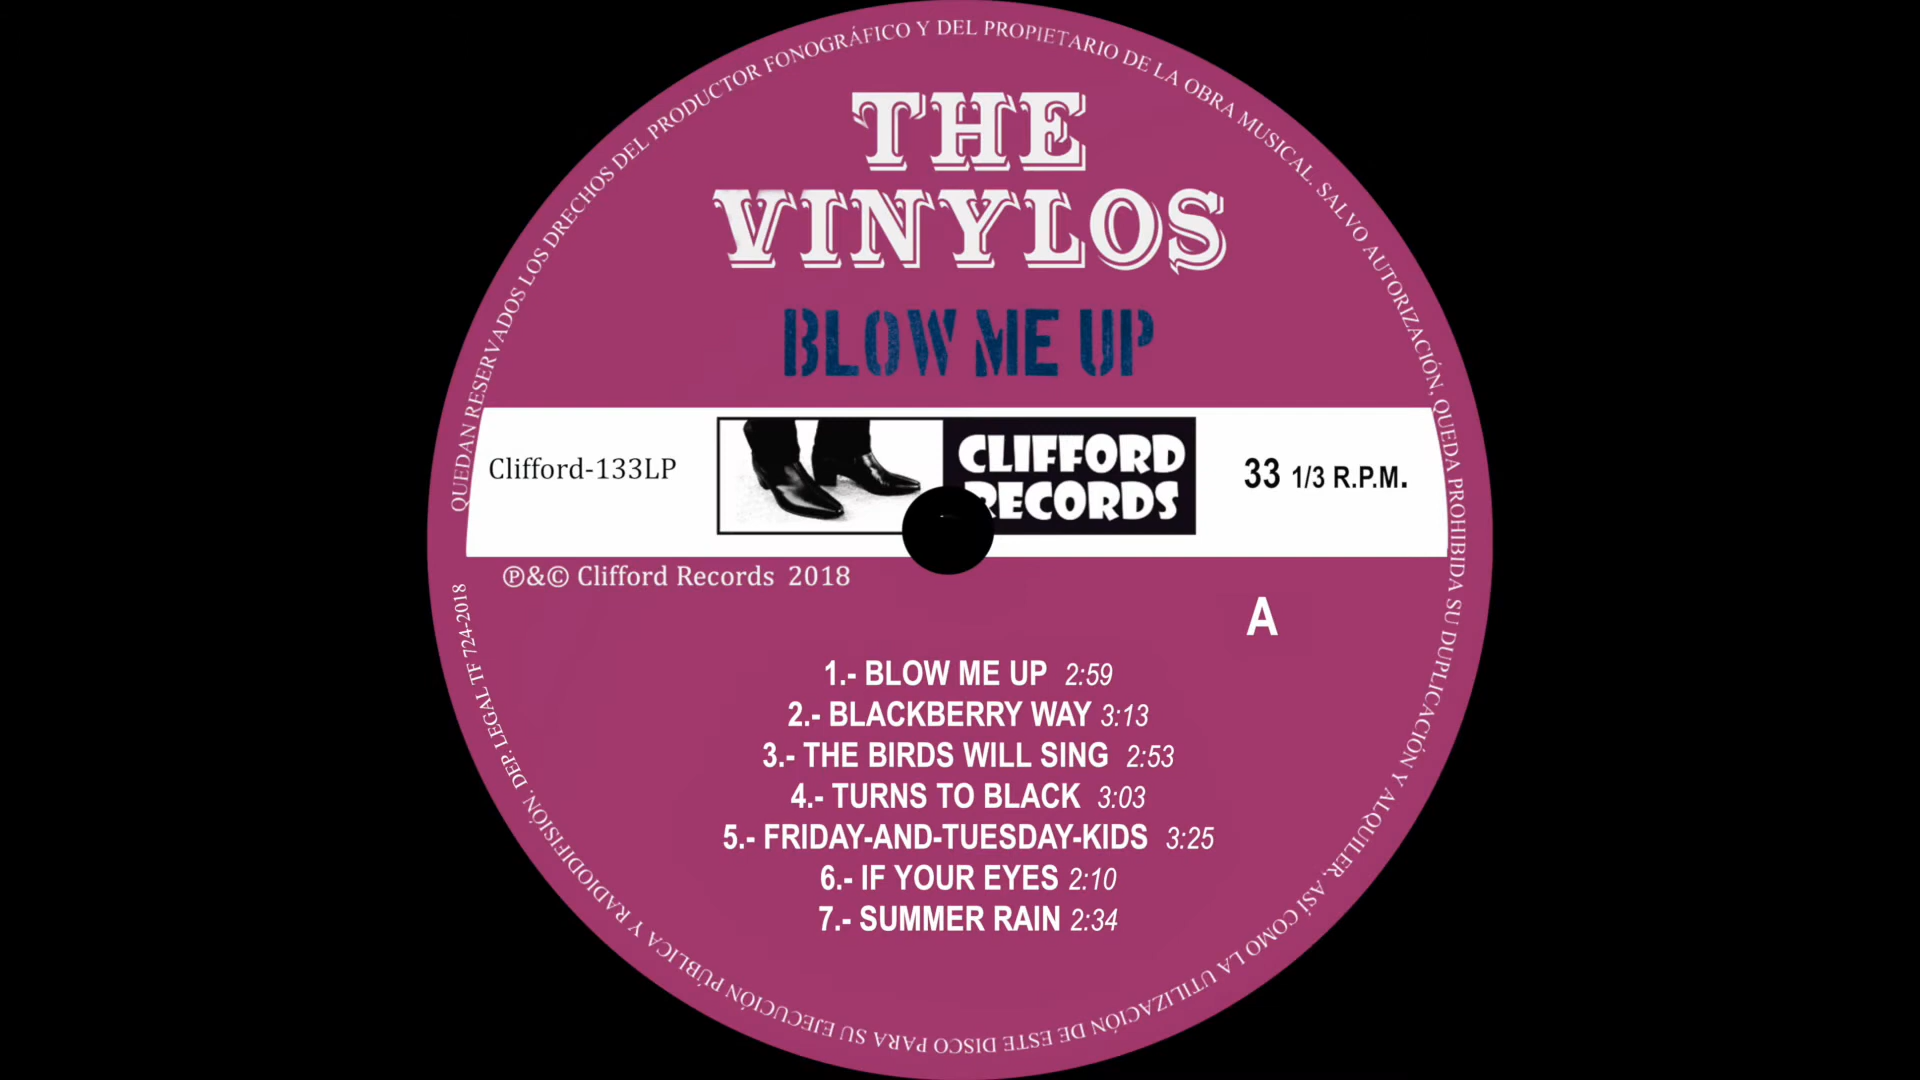 QUEDAN RESERVADOS LOS DRECHOS DEL PRODUCTOR FONOGRÁFICO Y DEL PROPIETARIO DE LA OBRA MUSICAL. SALVO AUTORIZACIÓN, QUEDA PROHIBIDA SU DUPLICACIÓN Y ALQUILER, ASÍ COMO LA UTILIZACIÓN DE ESTE DISCO PARA SU EJECUCIÓN PÚBLICA Y RADIODIFISIÓN. DEP. LEGAL TF 724-2018
THE
VINYLOS
BLOW ME UP
Clifford-133LP
CLIFFORD
RECORDS
33 1/3 R.P.M.
℗&© Clifford Records 2018
A
1.- BLOW ME UP 2:59
2.- BLACKBERRY WAY 3:13
3.- THE BIRDS WILL SING 2:53
4.- TURNS TO BLACK 3:03
5.- FRIDAY-AND-TUESDAY-KIDS 3:25
6.- IF YOUR EYES 2:10
7.- SUMMER RAIN 2:34